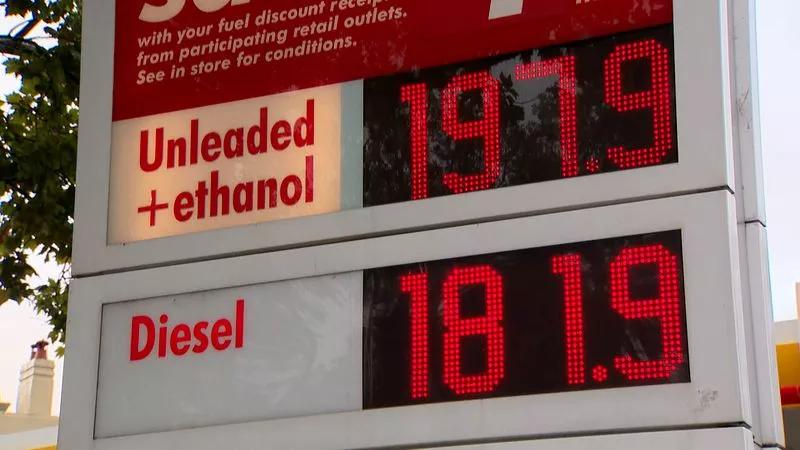 with your fuel discount receipt
from participating retail outlets.
See in store for conditions.
Unleaded
+ethanol
197.9
Diesel
181.9